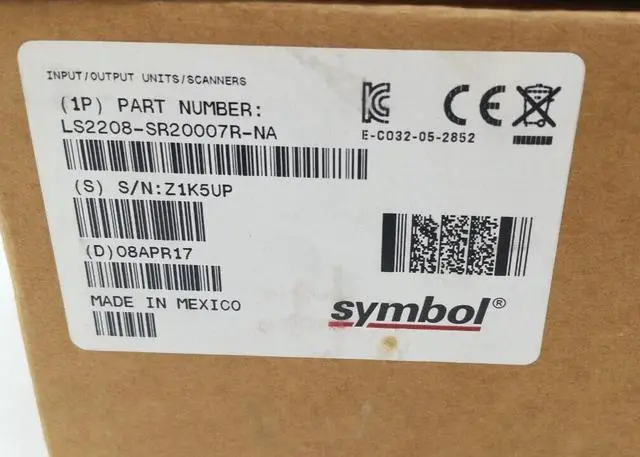 INPUT/OUTPUT UNITS/SCANNERS
(1P) PART NUMBER:
LS2208-SR20007R-NA
E-C032-05-2852
(S) S/N:Z1K5UP
(D)08APR17
MADE IN MEXICO
symbol®